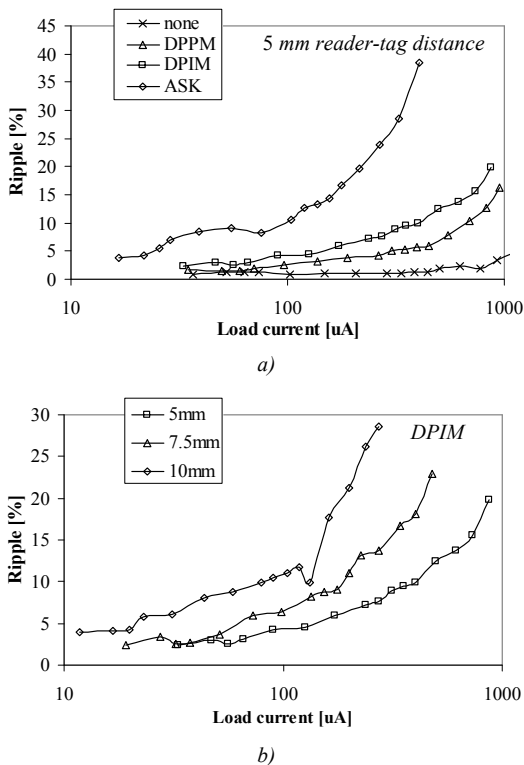 45
40
35
30
25
20
15
10
5
0
Ripple [%]
none
DPPM
DPIM
ASK
5 mm reader-tag distance
10
100
1000
Load current [uA]
a)
30
25
20
15
10
5
0
Ripple [%]
5mm
7.5mm
10mm
DPIM
10
100
1000
Load current [uA]
b)